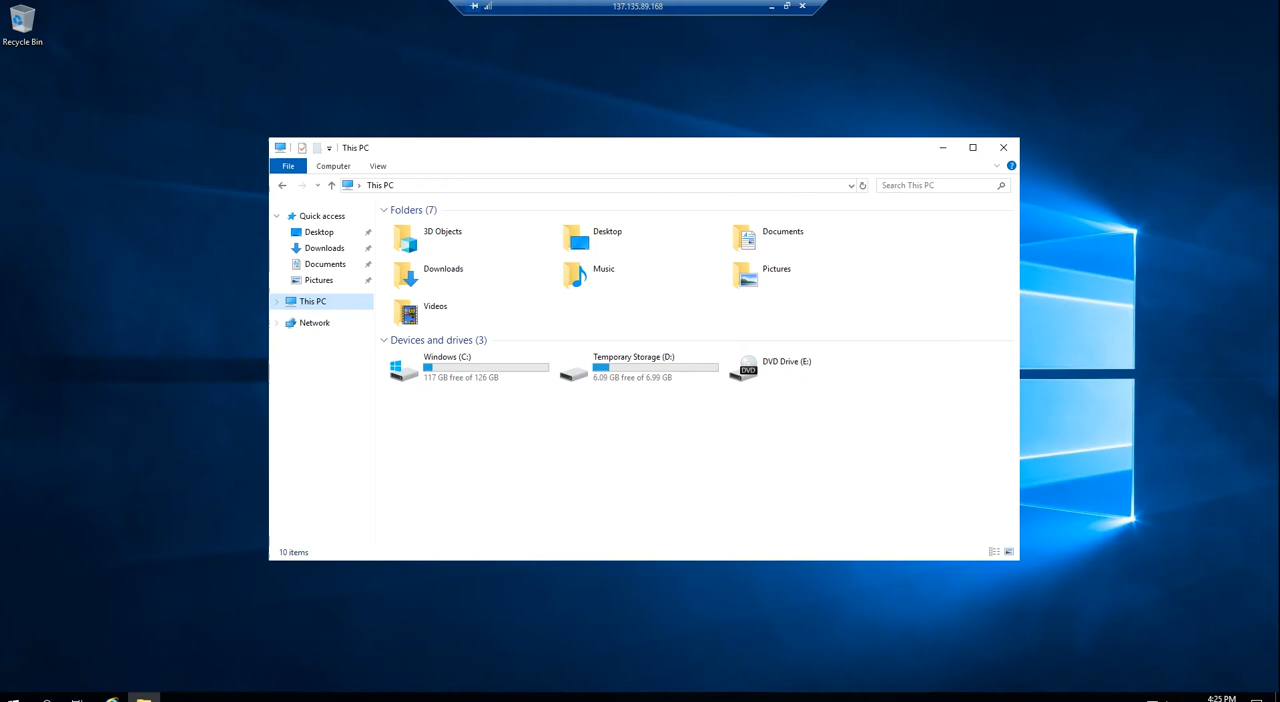 137.135.89.168
Recycle Bin
This PC
File Computer View
This PC
Search This PC
Quick access
Desktop
Downloads
Documents
Pictures
This PC
Network
Folders (7)
3D Objects
Desktop
Documents
Downloads
Music
Pictures
Videos
Devices and drives (3)
Windows (C:)
117 GB free of 126 GB
Temporary Storage (D:)
6.09 GB free of 6.99 GB
DVD Drive (E:)
DVD
10 items
4:25 PM